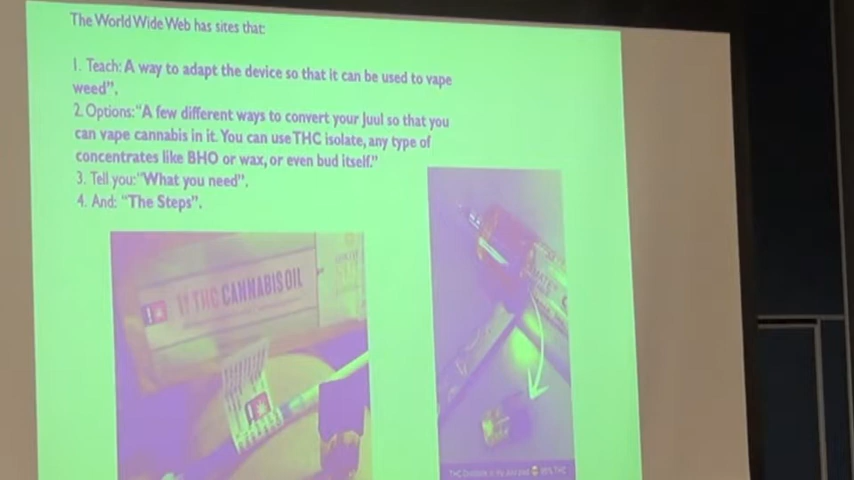 The World Wide Web has sites that:
1. Teach: A way to adapt the device so that it can be used to vape
weed".
2. Options: "A few different ways to convert your Juul so that you
can vape cannabis in it. You can use THC isolate, any type of
concentrates like BHO or wax, or even bud itself."
3. Tell you: "What you need".
4. And: "The Steps".
THC CANNABIS OIL